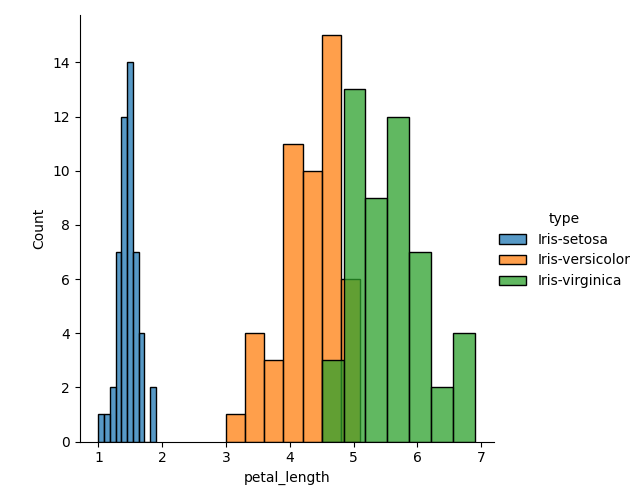 14
12
10
8
6
4
2
0
Count
1 2 3 4 5 6 7
petal_length
type
Iris-setosa
Iris-versicolor
Iris-virginica